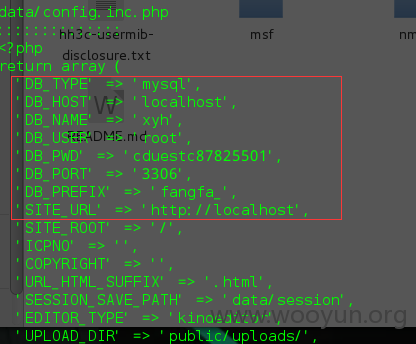 data/config.inc.php
::::::::::::::
<?php
return array (
'DB_TYPE' => 'mysql',
'DB_HOST' => 'localhost',
'DB_NAME' => 'xyh',
'DB_USER' => 'root',
'DB_PWD' => 'cduestc87825501',
'DB_PORT' => '3306',
'DB_PREFIX' => 'fangfa_',
'SITE_URL' => 'http://localhost',
'SITE_ROOT' => '/',
'ICPNO' => '',
'COPYRIGHT' => '',
'URL_HTML_SUFFIX' => '.html',
'SESSION_SAVE_PATH' => 'data/session',
'EDITOR_TYPE' => 'kindeditor',
'UPLOAD_DIR' => 'public/uploads/',
hh3c-usermib-
disclosure.txt
msf
README.md
www.wooyun.org